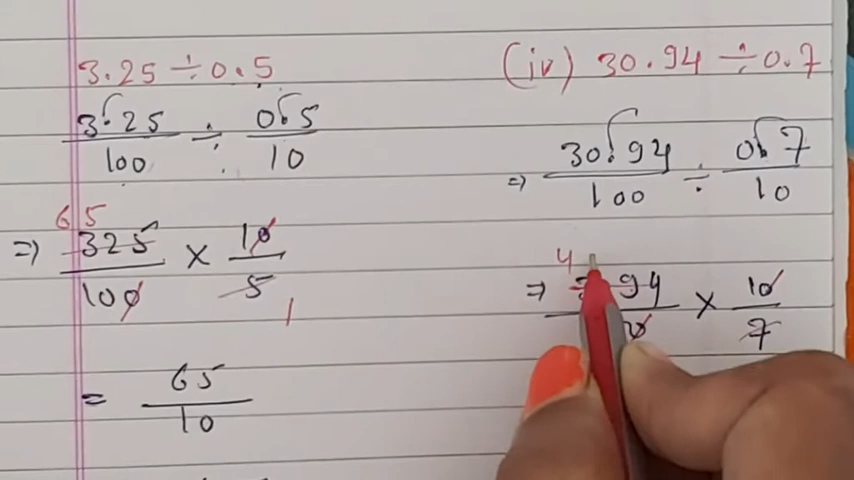 3.25 ÷ 0.5
3.25/100 ÷ 0.5/10
65
⇒ 325/100 × 10/5
1
= 65/10
(iv) 30.94 ÷ 0.7
⇒ 30.94/100 ÷ 0.7/10
4
⇒ 94/0 × 10/7